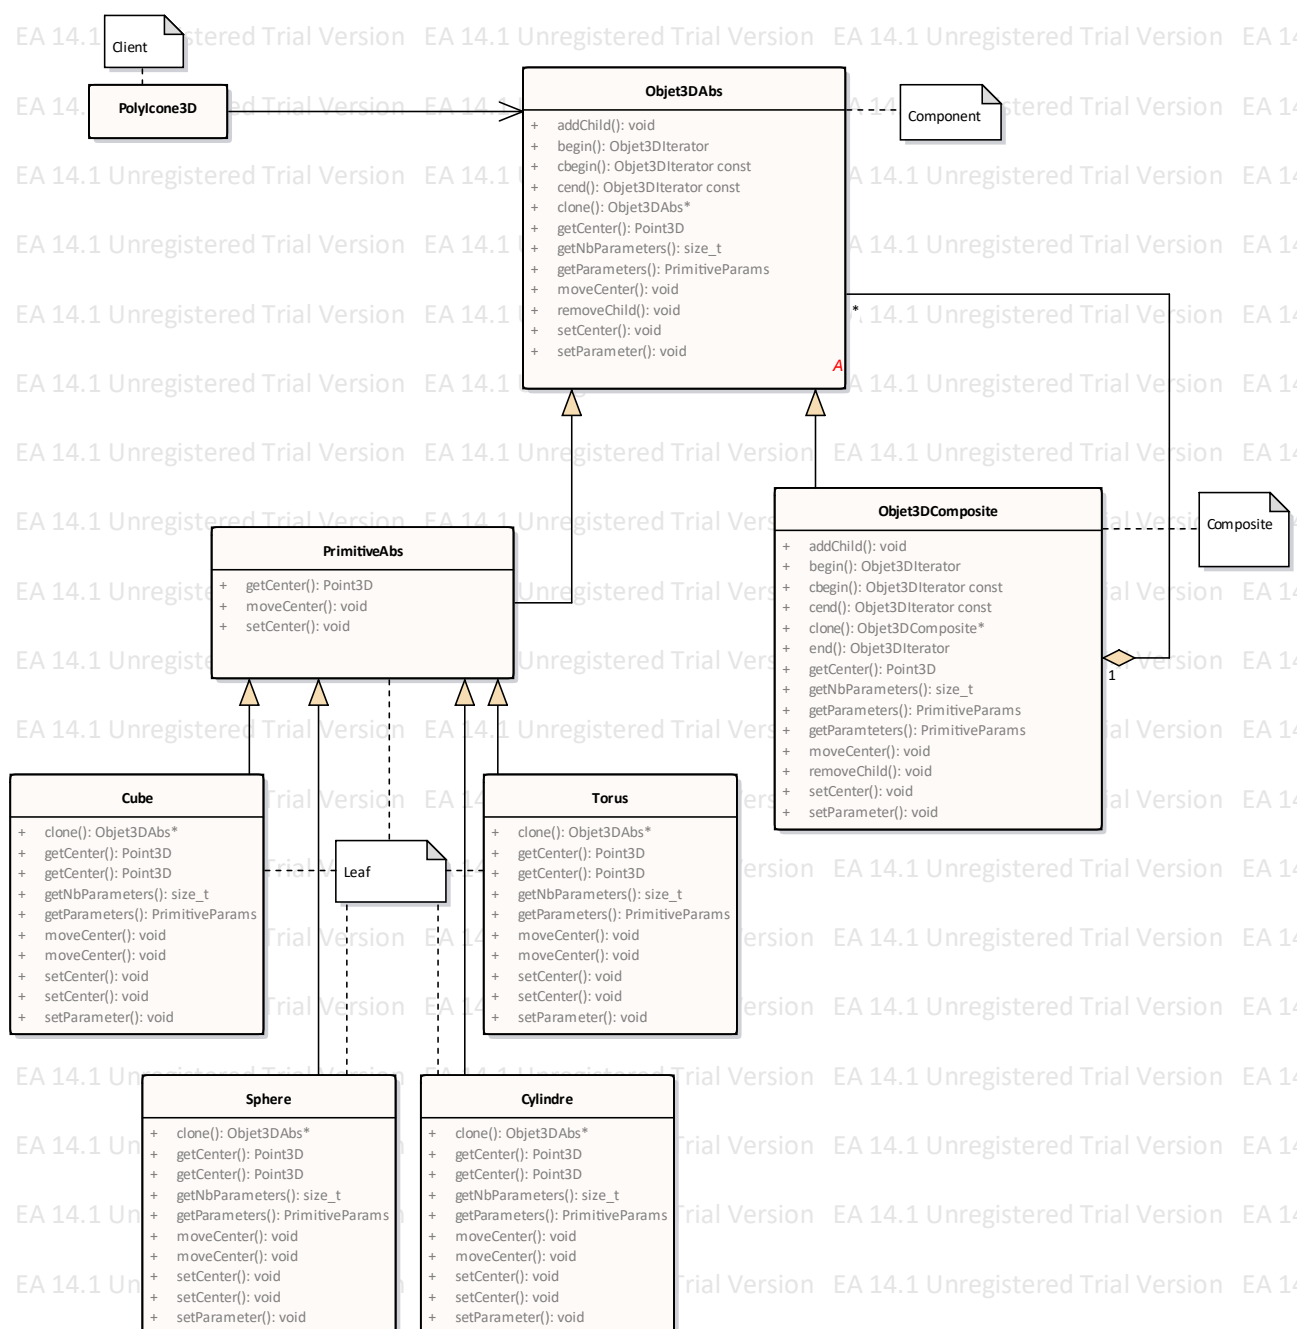 Client
PolyIcone3D
Objet3DAbs
+ addChild(): void
+ begin(): Objet3DIterator
+ cbegin(): Objet3DIterator const
+ cend(): Objet3DIterator const
+ clone(): Objet3DAbs*
+ getCenter(): Point3D
+ getNbParameters(): size_t
+ getParameters(): PrimitiveParams
+ moveCenter(): void
+ removeChild(): void
+ setCenter(): void
+ setParameter(): void
A
Component
*
PrimitiveAbs
+ getCenter(): Point3D
+ moveCenter(): void
+ setCenter(): void
Objet3DComposite
+ addChild(): void
+ begin(): Objet3DIterator
+ cbegin(): Objet3DIterator const
+ cend(): Objet3DIterator const
+ clone(): Objet3DComposite*
+ end(): Objet3DIterator
+ getCenter(): Point3D
+ getNbParameters(): size_t
+ getParameters(): PrimitiveParams
+ getParamteters(): PrimitiveParams
+ moveCenter(): void
+ removeChild(): void
+ setCenter(): void
+ setParameter(): void
Composite
1
Cube
+ clone(): Objet3DAbs*
+ getCenter(): Point3D
+ getCenter(): Point3D
+ getNbParameters(): size_t
+ getParameters(): PrimitiveParams
+ moveCenter(): void
+ moveCenter(): void
+ setCenter(): void
+ setCenter(): void
+ setParameter(): void
Leaf
Torus
+ clone(): Objet3DAbs*
+ getCenter(): Point3D
+ getCenter(): Point3D
+ getNbParameters(): size_t
+ getParameters(): PrimitiveParams
+ moveCenter(): void
+ moveCenter(): void
+ setCenter(): void
+ setCenter(): void
+ setParameter(): void
Sphere
+ clone(): Objet3DAbs*
+ getCenter(): Point3D
+ getCenter(): Point3D
+ getNbParameters(): size_t
+ getParameters(): PrimitiveParams
+ moveCenter(): void
+ moveCenter(): void
+ setCenter(): void
+ setCenter(): void
+ setParameter(): void
Cylindre
+ clone(): Objet3DAbs*
+ getCenter(): Point3D
+ getCenter(): Point3D
+ getNbParameters(): size_t
+ getParameters(): PrimitiveParams
+ moveCenter(): void
+ moveCenter(): void
+ setCenter(): void
+ setCenter(): void
+ setParameter(): void
EA 14.1 Unregistered Trial Version